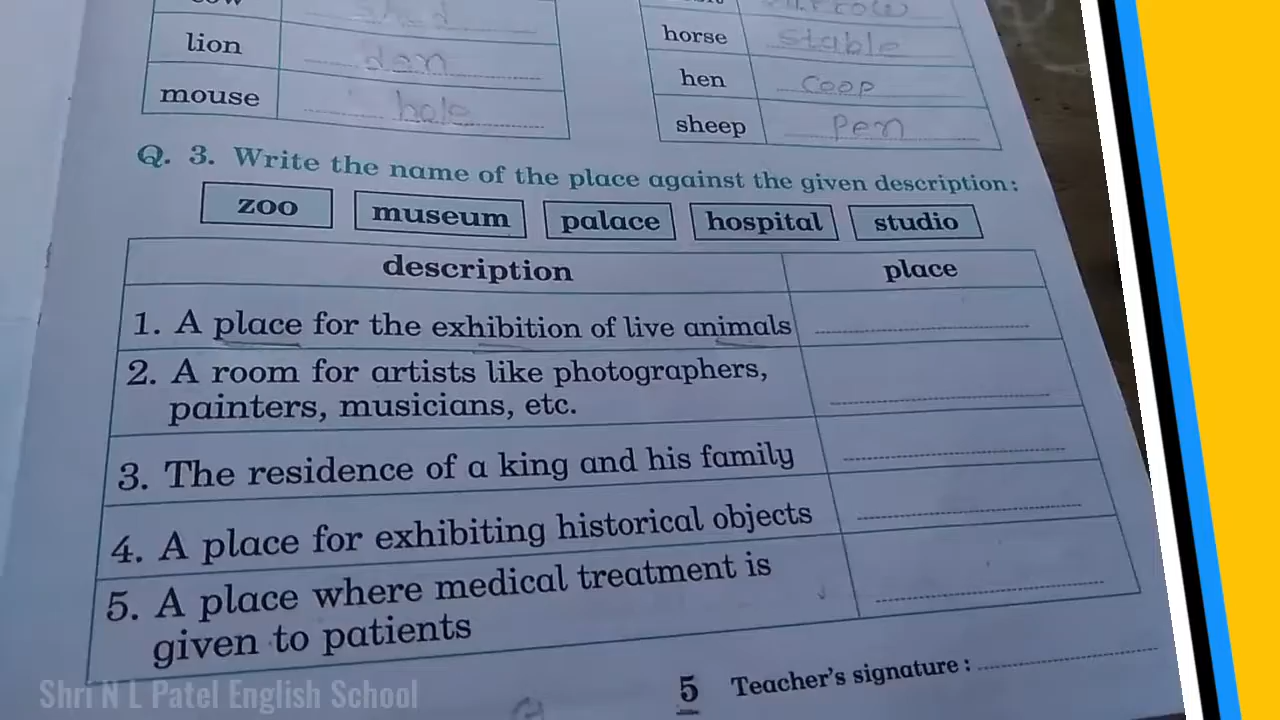 lion den
mouse hole
horse stable
hen coop
sheep pen
Q. 3. Write the name of the place against the given description:
zoo museum palace hospital studio
description place
1. A place for the exhibition of live animals
2. A room for artists like photographers,
painters, musicians, etc.
3. The residence of a king and his family
4. A place for exhibiting historical objects
5. A place where medical treatment is
given to patients
5 Teacher's signature :
Shri N L Patel English School